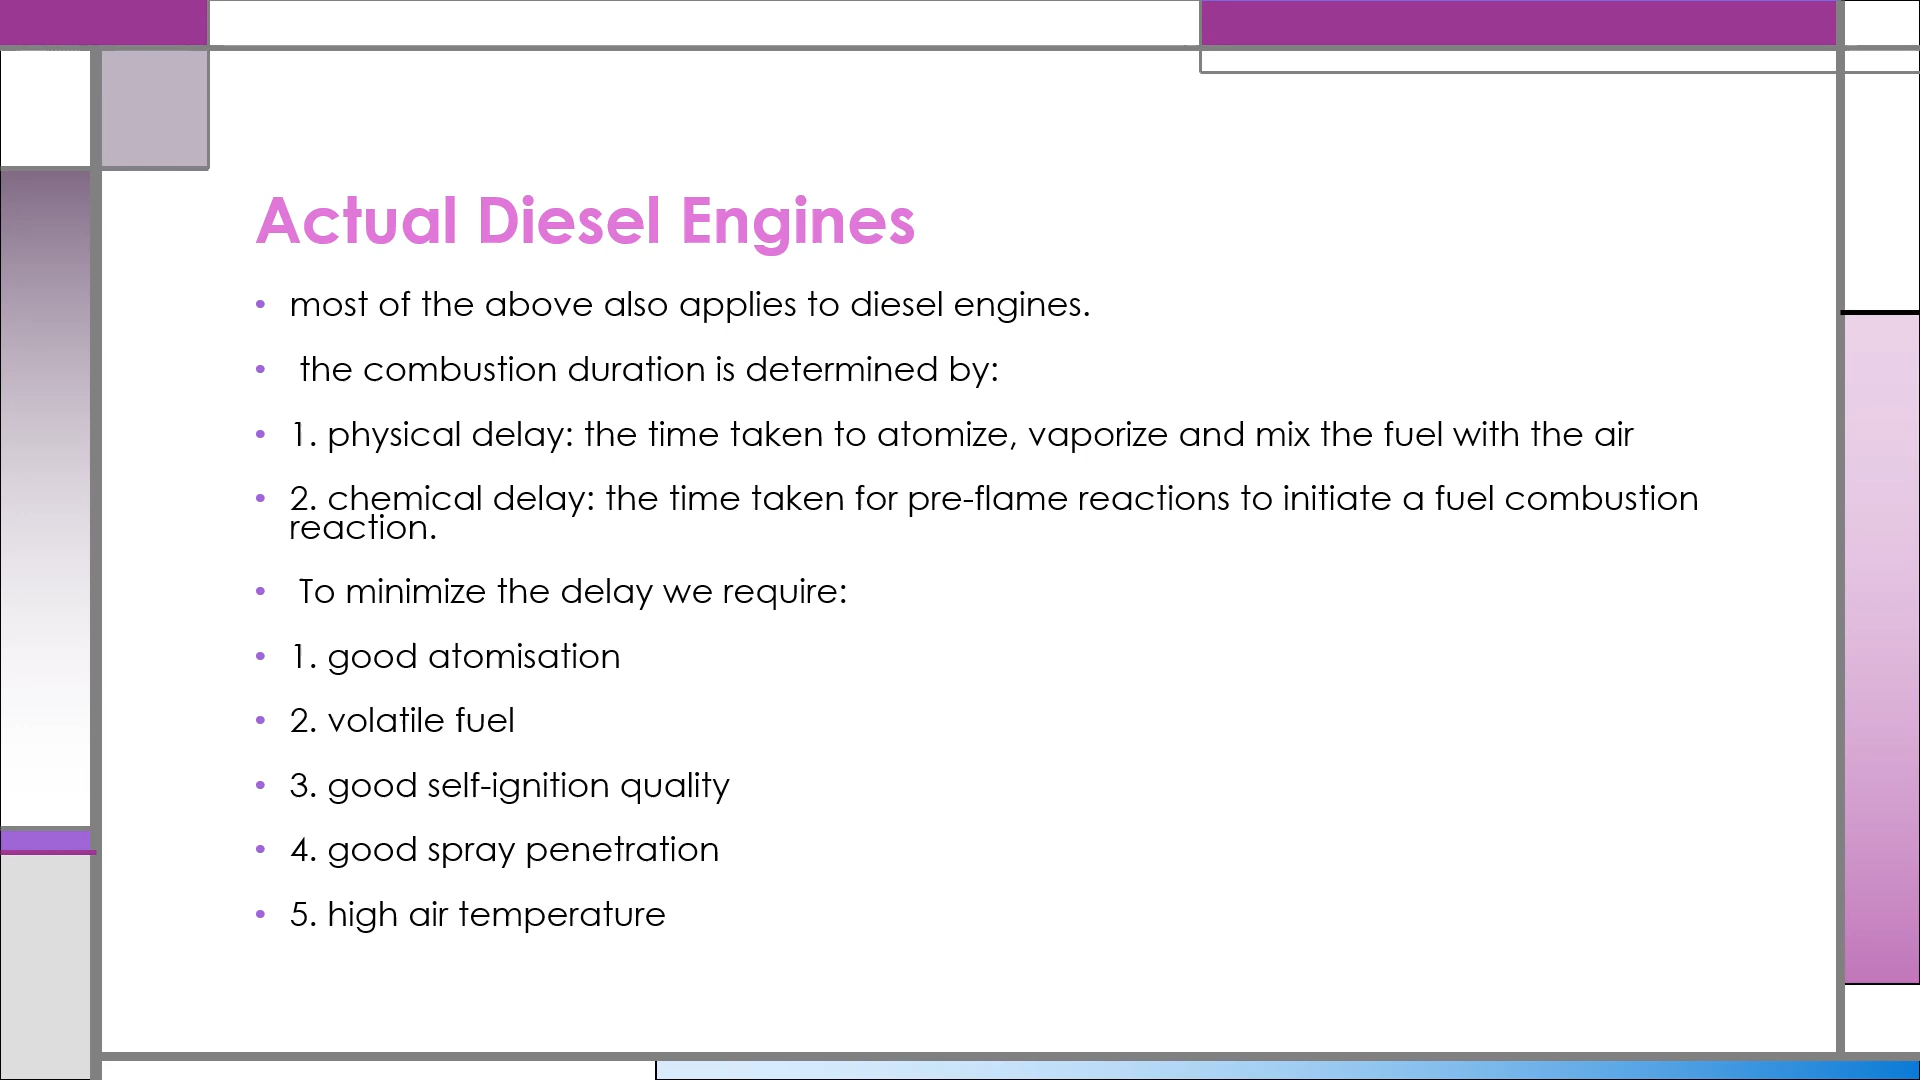 Actual Diesel Engines
• most of the above also applies to diesel engines.
• the combustion duration is determined by:
• 1. physical delay: the time taken to atomize, vaporize and mix the fuel with the air
• 2. chemical delay: the time taken for pre-flame reactions to initiate a fuel combustion
reaction.
• To minimize the delay we require:
• 1. good atomisation
• 2. volatile fuel
• 3. good self-ignition quality
• 4. good spray penetration
• 5. high air temperature